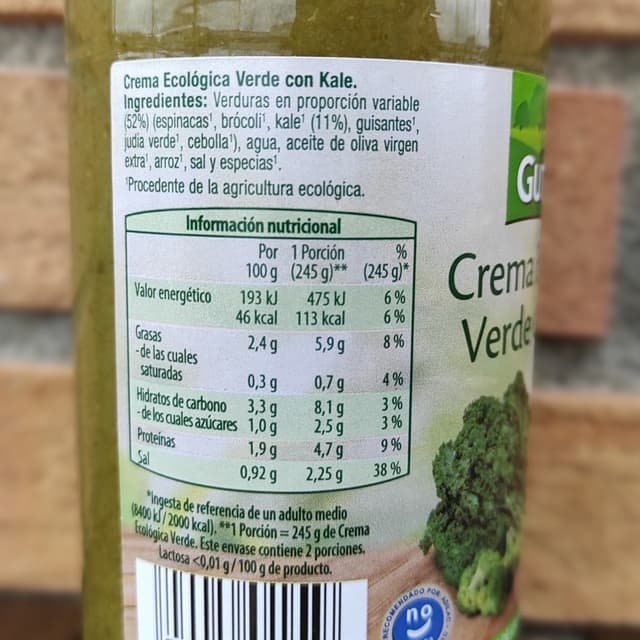 Crema Ecológica Verde con Kale.
Ingredientes: Verduras en proporción variable
(52%) (espinacas¹, brócoli¹, kale¹ (11%), guisantes¹,
judía verde¹, cebolla¹), agua, aceite de oliva virgen
extra¹, arroz¹, sal y especias¹.
¹Procedente de la agricultura ecológica.
Información nutricional
Por 1 Porción %
100 g (245 g)** (245 g)*
Valor energético 193 kJ 475 kJ 6 %
46 kcal 113 kcal 6 %
Grasas 2,4 g 5,9 g 8 %
- de las cuales
saturadas 0,3 g 0,7 g 4 %
Hidratos de carbono 3,3 g 8,1 g 3 %
- de los cuales azúcares 1,0 g 2,5 g 3 %
Proteínas 1,9 g 4,7 g 9 %
Sal 0,92 g 2,25 g 38 %
*Ingesta de referencia de un adulto medio
(8400 kJ / 2000 kcal). **1 Porción = 245 g de Crema
Ecológica Verde. Este envase contiene 2 porciones.
Lactosa <0,01 g / 100 g de producto.
Gu
Crema
Verde
RECOMENDADO POR
no